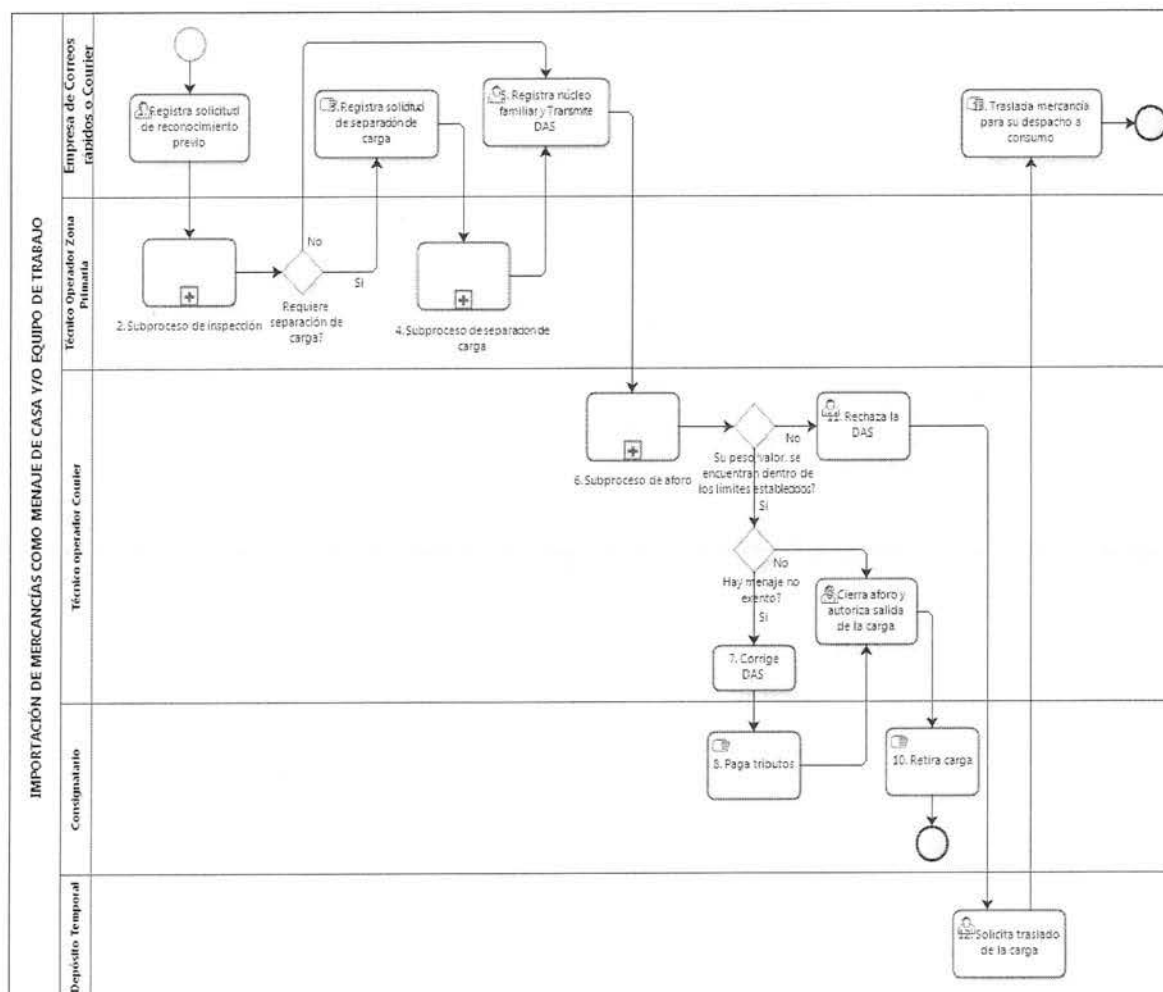 IMPORTACIÓN DE MERCANCÍAS COMO MENAJE DE CASA Y/O EQUIPO DE TRABAJO
Empresa de Correos
rápidos o Courier
Registra solicitud
de reconocimiento
previo
3. Registra solicitud
de separación de
carga
5. Registra núcleo
familiar y Transmite
DAS
13. Traslada mercancía
para su despacho a
consumo
Técnico Operador Zona
Primaria
2. Subproceso de inspección
No
Si
Requiere
separación de
carga?
4. Subproceso de separación de
carga
Técnico operador Courier
6. Subproceso de aforo
No
Su peso, valor, se
encuentran dentro de
los límites establecidos?
Si
11. Rechaza la
DAS
No
Hay menaje no
exento?
Si
Cierra aforo y
autoriza salida
de la carga
7. Corrige
DAS
Consignatario
8. Paga tributos
10. Retira carga
Depósito Temporal
12. Solicita traslado
de la carga